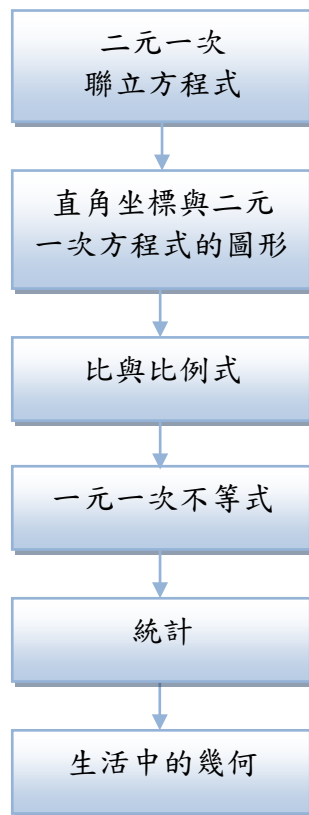 二元一次
聯立方程式
直角坐標與二元
一次方程式的圖形
比與比例式
一元一次不等式
統計
生活中的幾何